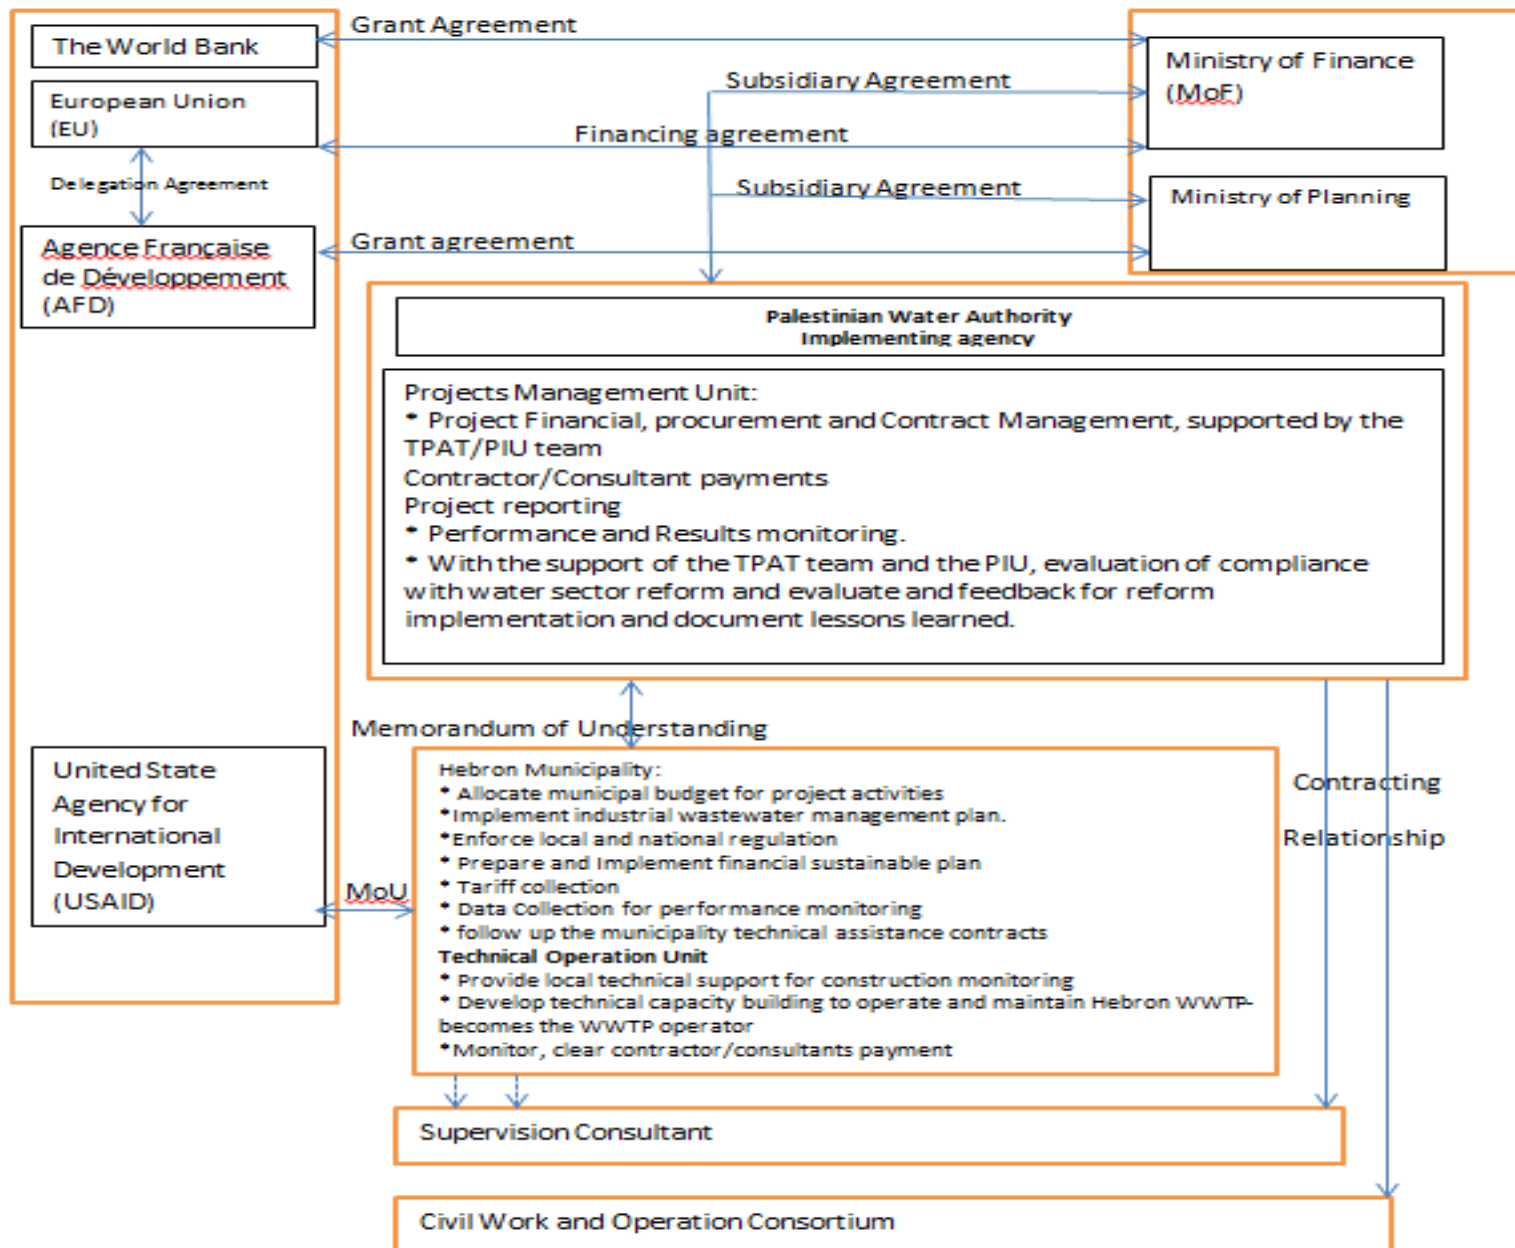 Grant Agreement
The World Bank
European Union
(EU)
Delegation Agreement
Agence Française
de Développement
(AFD)
United State
Agency for
International
Development
(USAID)
Subsidiary Agreement
Financing agreement
Subsidiary Agreement
Grant agreement
Ministry of Finance
(MoF)
Ministry of Planning
Palestinian Water Authority
Implementing agency
Projects Management Unit:
* Project Financial, procurement and Contract Management, supported by the
TPAT/PIU team
Contractor/Consultant payments
Project reporting
* Performance and Results monitoring.
* With the support of the TPAT team and the PIU, evaluation of compliance
with water sector reform and evaluate and feedback for reform
implementation and document lessons learned.
Memorandum of Understanding
MoU
Hebron Municipality:
* Allocate municipal budget for project activities
*Implement industrial wastewater management plan.
*Enforce local and national regulation
* Prepare and Implement financial sustainable plan
* Tariff collection
* Data Collection for performance monitoring
* follow up the municipality technical assistance contracts
Technical Operation Unit
* Provide local technical support for construction monitoring
* Develop technical capacity building to operate and maintain Hebron WWTP-
becomes the WWTP operator
*Monitor, clear contractor/consultants payment
Contracting
Relationship
Supervision Consultant
Civil Work and Operation Consortium